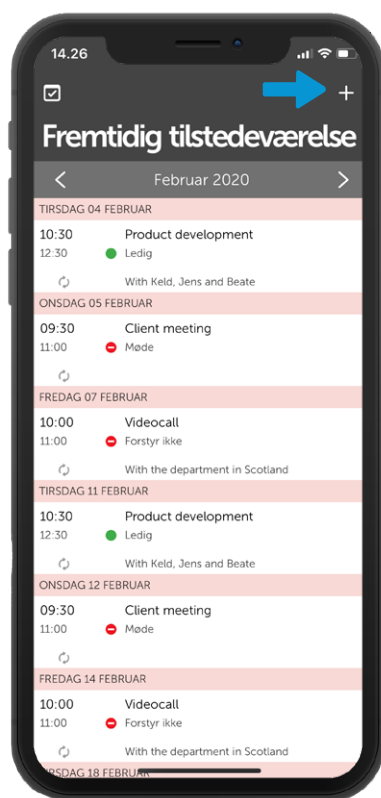 14.26
Fremtidig tilstedeværelse
Februar 2020
TIRSDAG 04 FEBRUAR
10:30 Product development
12:30 Ledig
With Keld, Jens and Beate
ONSDAG 05 FEBRUAR
09:30 Client meeting
11:00 Møde
FREDAG 07 FEBRUAR
10:00 Videocall
11:00 Forstyr ikke
With the department in Scotland
TIRSDAG 11 FEBRUAR
10:30 Product development
12:30 Ledig
With Keld, Jens and Beate
ONSDAG 12 FEBRUAR
09:30 Client meeting
11:00 Møde
FREDAG 14 FEBRUAR
10:00 Videocall
11:00 Forstyr ikke
With the department in Scotland
TIRSDAG 18 FEBRUAR